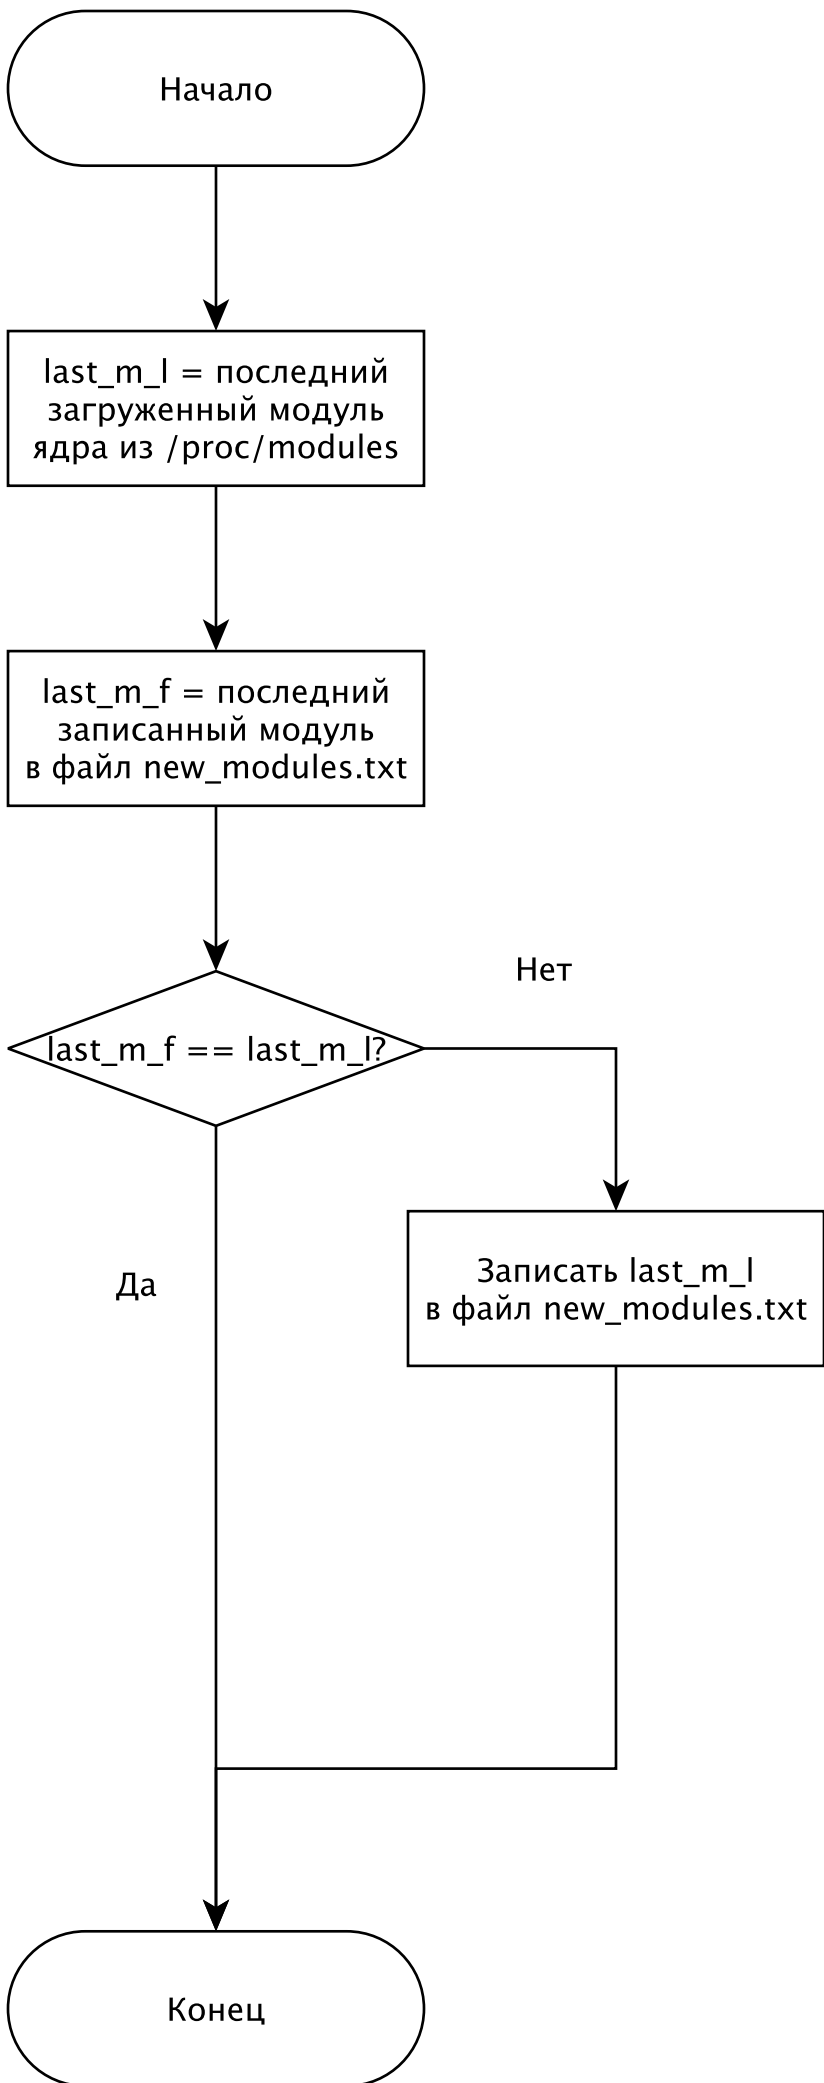 Начало
last_m_l = последний
загруженный модуль
ядра из /proc/modules
last_m_f = последний
записанный модуль
в файл new_modules.txt
Нет
last_m_f == last_m_l?
Да
Записать last_m_l
в файл new_modules.txt
Конец